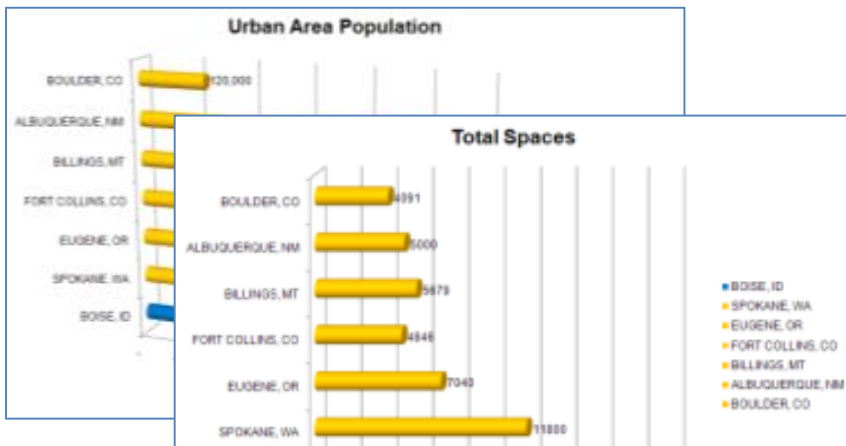 Urban Area Population
BOULDER, CO
120,000
ALBUQUERQUE, NM
BILLINGS, MT
FORT COLLINS, CO
EUGENE, OR
SPOKANE, WA
BOISE, ID
Total Spaces
BOULDER, CO
4091
ALBUQUERQUE, NM
5000
BILLINGS, MT
5679
FORT COLLINS, CO
4846
EUGENE, OR
7040
SPOKANE, WA
11800
BOISE, ID
SPOKANE, WA
EUGENE, OR
FORT COLLINS, CO
BILLINGS, MT
ALBUQUERQUE, NM
BOULDER, CO